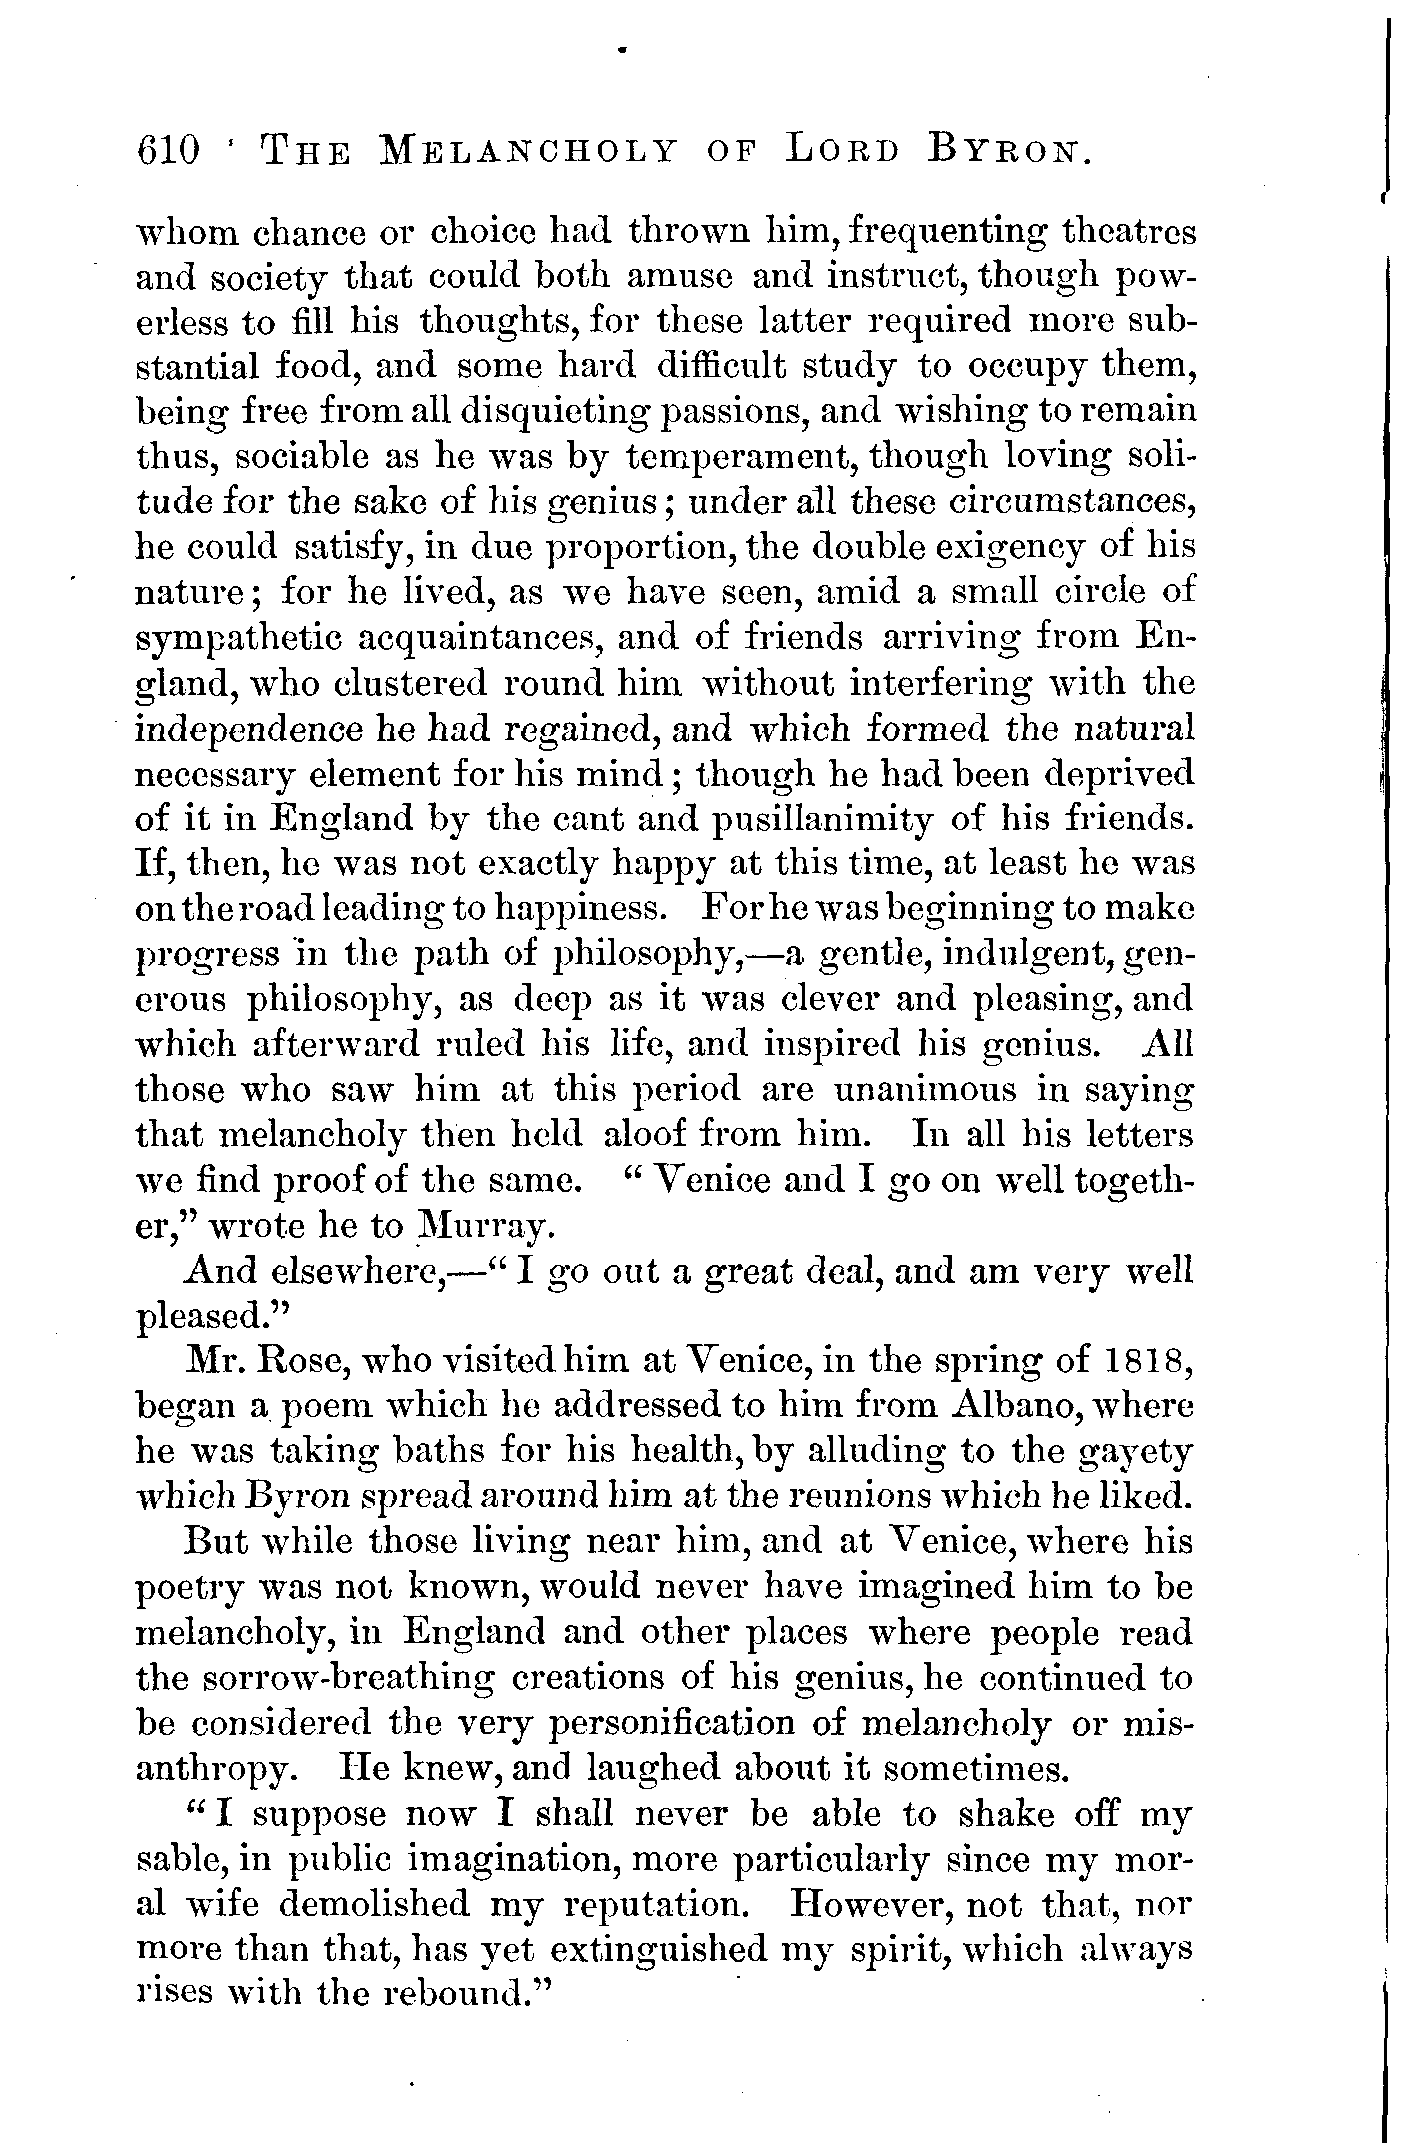 610 THE MELANCHOLY OF LORD BYRON.
whom chance or choice had thrown him, frequenting theatres
and society that could both amuse and instruct, though pow-
erless to fill his thoughts, for these latter required more sub-
stantial food, and some hard difficult study to occupy them,
being free from all disquieting passions, and wishing to remain
thus, sociable as he was by temperament, though loving soli-
tude for the sake of his genius; under all these circumstances,
he could satisfy, in due proportion, the double exigency of his
nature; for he lived, as we have seen, amid a small circle of
sympathetic acquaintances, and of friends arriving from En-
gland, who clustered round him without interfering with the
independence he had regained, and which formed the natural
necessary element for his mind; though he had been deprived
of it in England by the cant and pusillanimity of his friends.
If, then, he was not exactly happy at this time, at least he was
on the road leading to happiness. For he was beginning to make
progress in the path of philosophy,—a gentle, indulgent, gen-
erous philosophy, as deep as it was clever and pleasing, and
which afterward ruled his life, and inspired his genius. All
those who saw him at this period are unanimous in saying
that melancholy then held aloof from him. In all his letters
we find proof of the same. "Venice and I go on well togeth-
er," wrote he to Murray.
And elsewhere,—"I go out a great deal, and am very well
pleased."
Mr. Rose, who visited him at Venice, in the spring of 1818,
began a poem which he addressed to him from Albano, where
he was taking baths for his health, by alluding to the gayety
which Byron spread around him at the reunions which he liked.
But while those living near him, and at Venice, where his
poetry was not known, would never have imagined him to be
melancholy, in England and other places where people read
the sorrow-breathing creations of his genius, he continued to
be considered the very personification of melancholy or mis-
anthropy. He knew, and laughed about it sometimes.
"I suppose now I shall never be able to shake off my
sable, in public imagination, more particularly since my mor-
al wife demolished my reputation. However, not that, nor
more than that, has yet extinguished my spirit, which always
rises with the rebound."